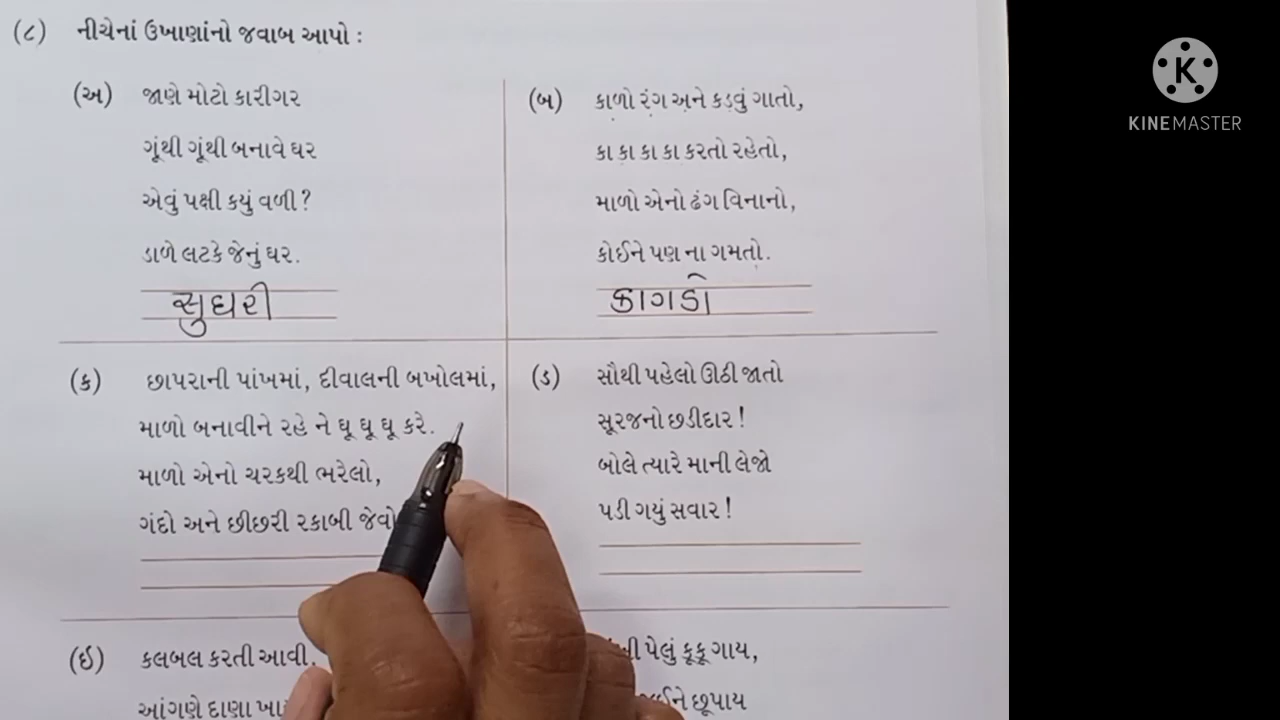 (૮) નીચેનાં ઉખાણાંનો જવાબ આપો :
(અ) જાણે મોટો કારીગર
ગૂંથી ગૂંથી બનાવે ઘર
એવું પક્ષી કયું વળી?
ડાળે લટકે જેનું ઘર.
સુઘરી
(બ) કાળો રંગ અને કડવું ગાતો,
કા કા કા કા કરતો રહેતો,
માળો એનો ઢંગ વિનાનો,
કોઈને પણ ના ગમતો.
કાગડો
(ક) છાપરાની પાંખમાં, દીવાલની બખોલમાં,
માળો બનાવીને રહે ને ઘૂ ઘૂ ઘૂ કરે.
માળો એનો ચરકથી ભરેલો,
ગંદો અને છીછરી રકાબી જેવો
(ડ) સૌથી પહેલો ઊઠી જાતો
સૂરજનો છડીદાર!
બોલે ત્યારે માની લેજો
પડી ગયું સવાર!
(ઇ) કલબલ કરતી આવી.
આંગણે દાણા
પેલું કૂકૂ ગાય,
છૂપાય
K
KINEMASTER